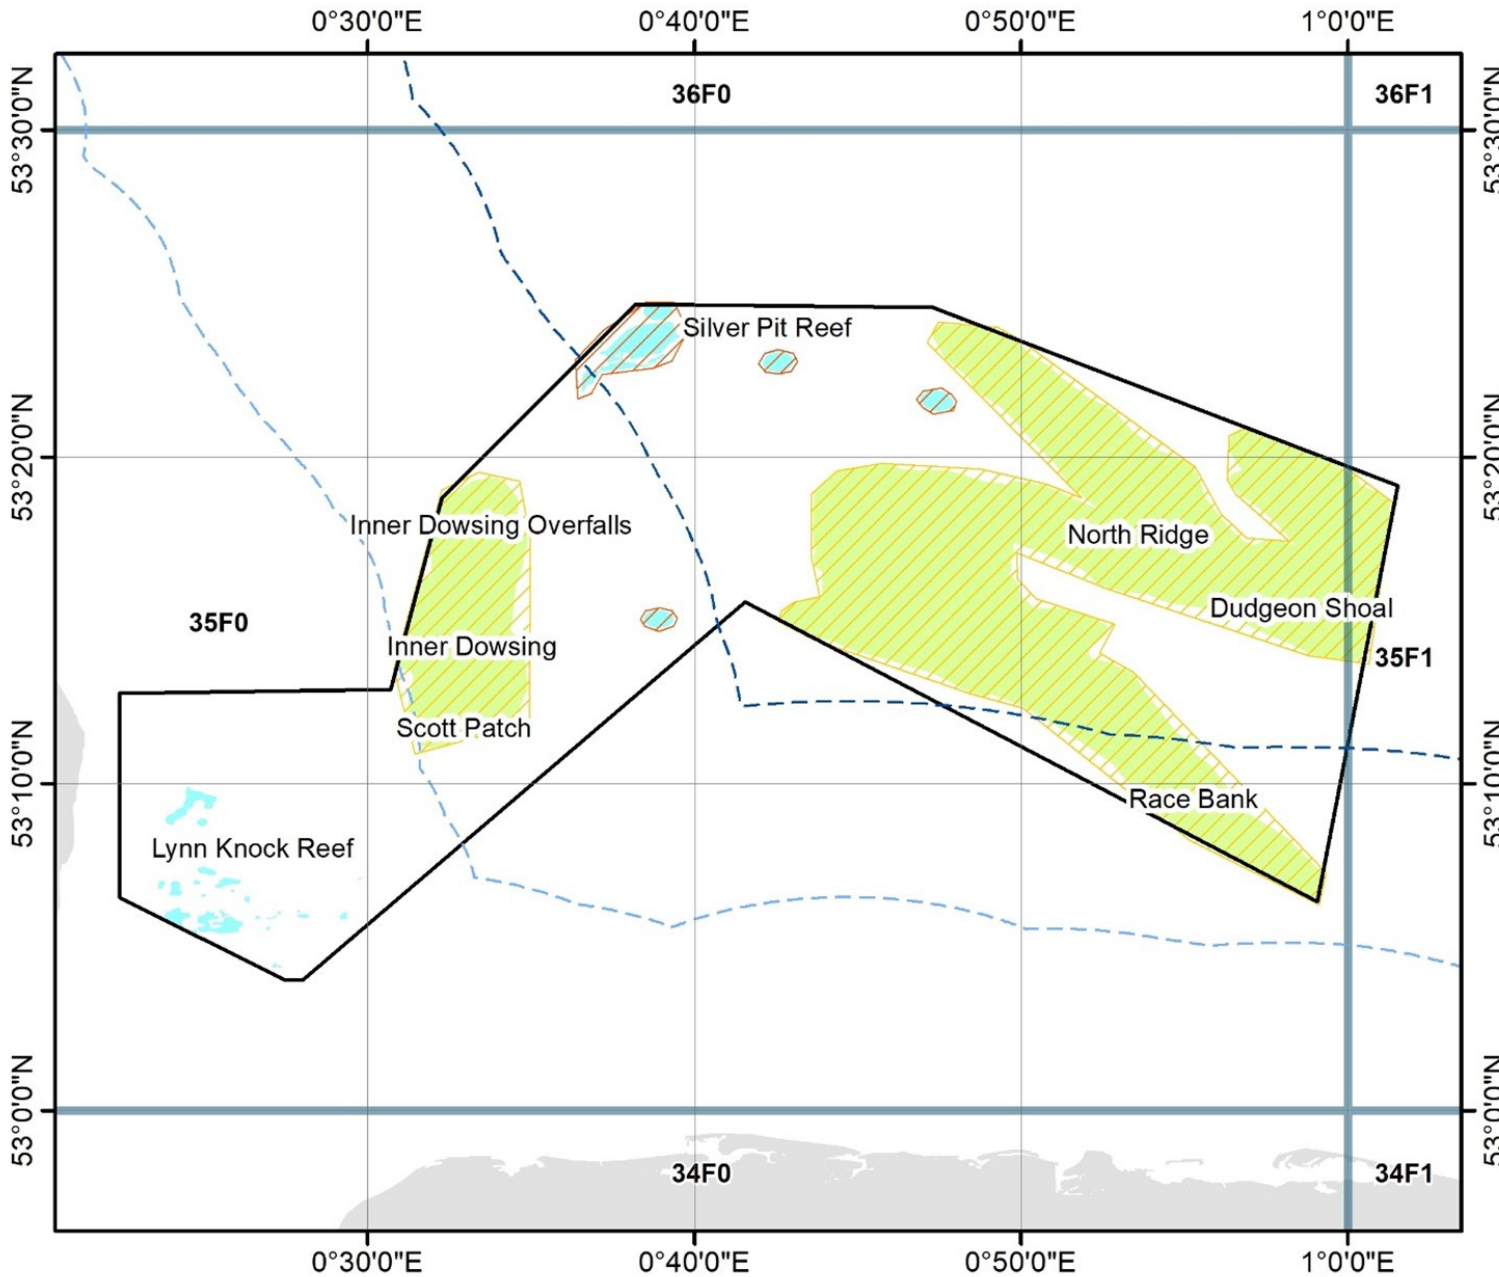 0°30'0"E
0°40'0"E
0°50'0"E
1°0'0"E
36F0
36F1
53°30'0"N
53°30'0"N
Silver Pit Reef
53°20'0"N
53°20'0"N
Inner Dowsing Overfalls
North Ridge
Dudgeon Shoal
35F0
Inner Dowsing
35F1
Scott Patch
53°10'0"N
53°10'0"N
Race Bank
Lynn Knock Reef
53°0'0"N
53°0'0"N
34F0
34F1
0°30'0"E
0°40'0"E
0°50'0"E
1°0'0"E